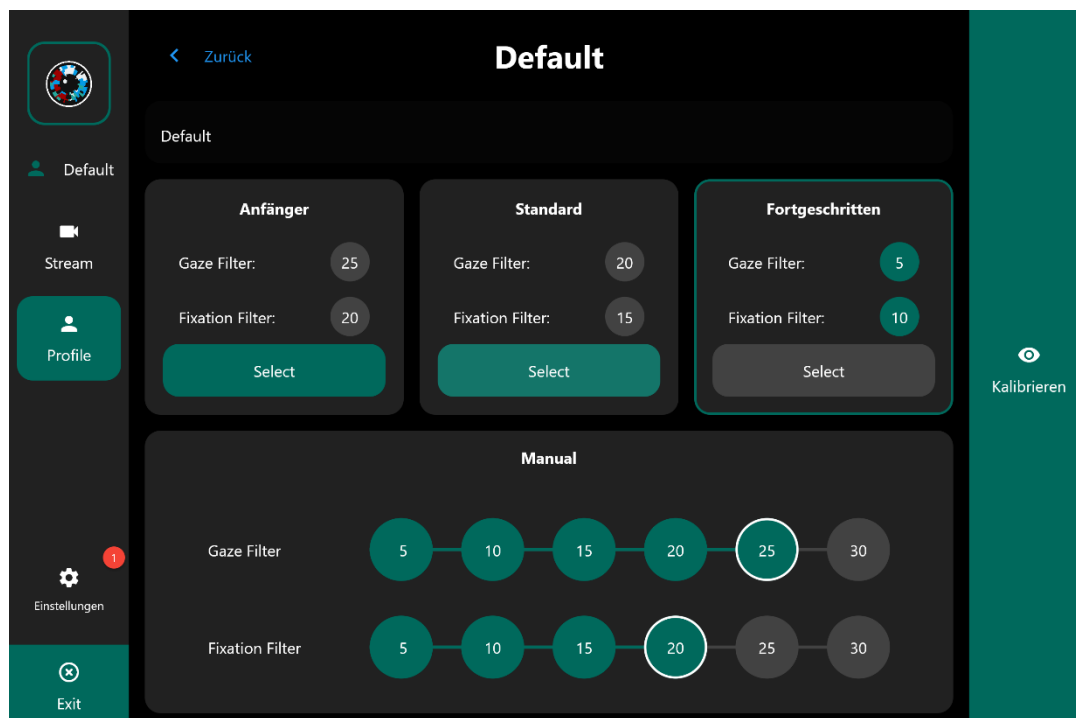 Default
Stream
Profile
1
Einstellungen
Exit
Zurück
Default
Default
Anfänger
Gaze Filter: 25
Fixation Filter: 20
Select
Standard
Gaze Filter: 20
Fixation Filter: 15
Select
Fortgeschritten
Gaze Filter: 5
Fixation Filter: 10
Select
Manual
Gaze Filter 5 10 15 20 25 30
Fixation Filter 5 10 15 20 25 30
Kalibrieren